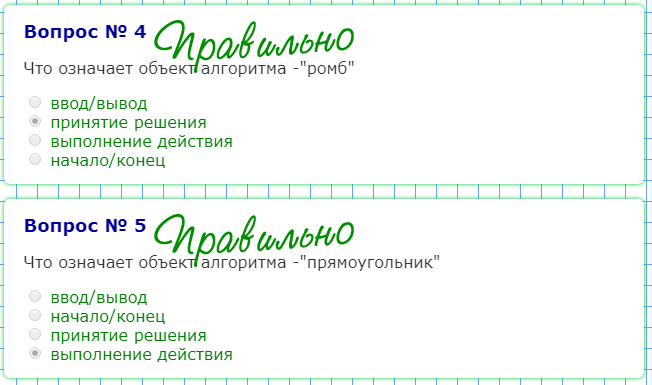 Вопрос № 4 Правильно
Что означает объект алгоритма -"ромб"
ввод/вывод
принятие решения
выполнение действия
начало/конец
Вопрос № 5 Правильно
Что означает объект алгоритма -"прямоугольник"
ввод/вывод
начало/конец
принятие решения
выполнение действия